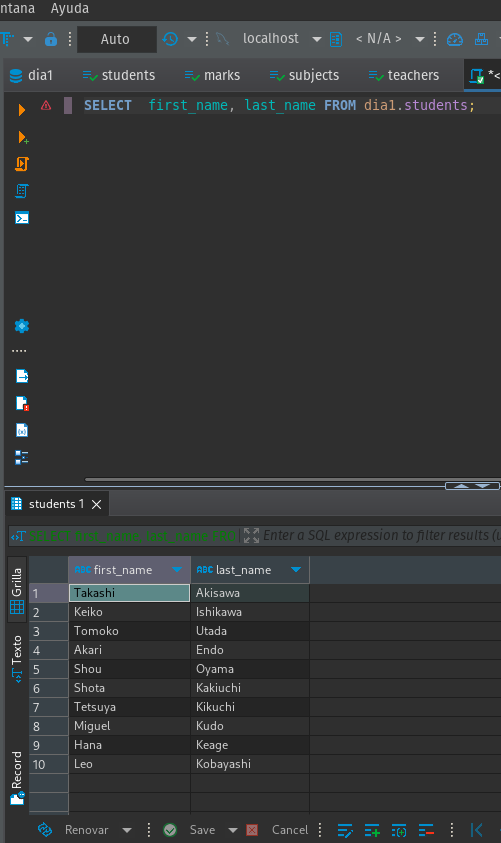 ntana Ayuda
Auto localhost < N/A >
dia1 students marks subjects teachers *<
SELECT first_name, last_name FROM dia1.students;
students 1
SELECT first_name, last_name FRO Enter a SQL expression to filter results (u
Grilla
Texto
Record
ABC first_name ABC last_name
1 Takashi Akisawa
2 Keiko Ishikawa
3 Tomoko Utada
4 Akari Endo
5 Shou Oyama
6 Shota Kakiuchi
7 Tetsuya Kikuchi
8 Miguel Kudo
9 Hana Keage
10 Leo Kobayashi
Renovar Save Cancel